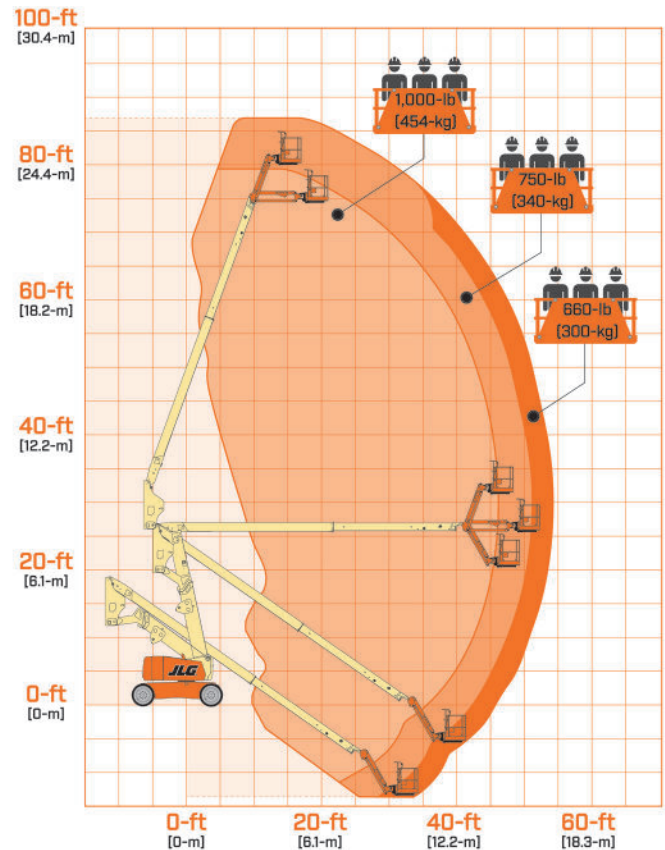 100-ft
[30.4-m]
1,000-lb
(454-kg)
80-ft
[24.4-m]
750-lb
(340-kg)
60-ft
[18.2-m]
660-lb
(300-kg)
40-ft
[12.2-m]
20-ft
[6.1-m]
JLG
0-ft
[0-m]
0-ft
[0-m]
20-ft
[6.1-m]
40-ft
[12.2-m]
60-ft
[18.3-m]